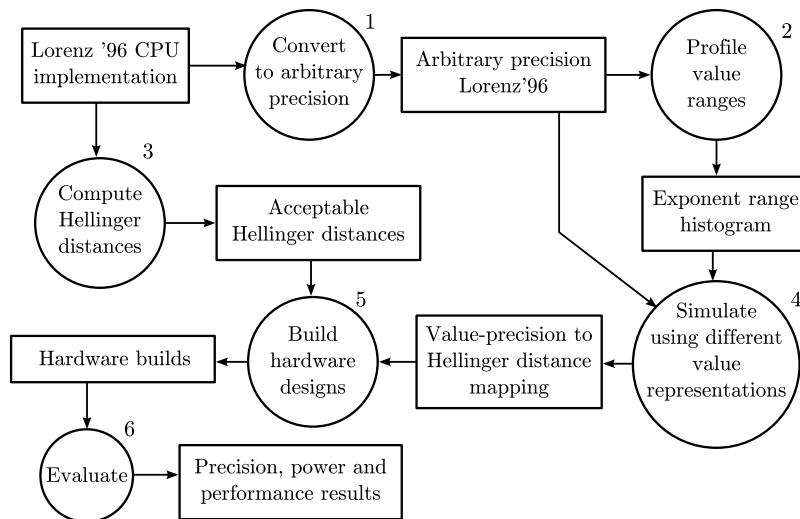 1
2
Lorenz '96 CPU
implementation
Convert
to arbitrary
precision
Arbitrary precision
Lorenz'96
Profile
value
ranges
3
Compute
Hellinger
distances
Acceptable
Hellinger distances
Exponent range
histogram
5
4
Build
hardware
designs
Value-precision to
Hellinger distance
mapping
Simulate
using different
value
representations
Hardware builds
6
Evaluate
Precision, power and
performance results